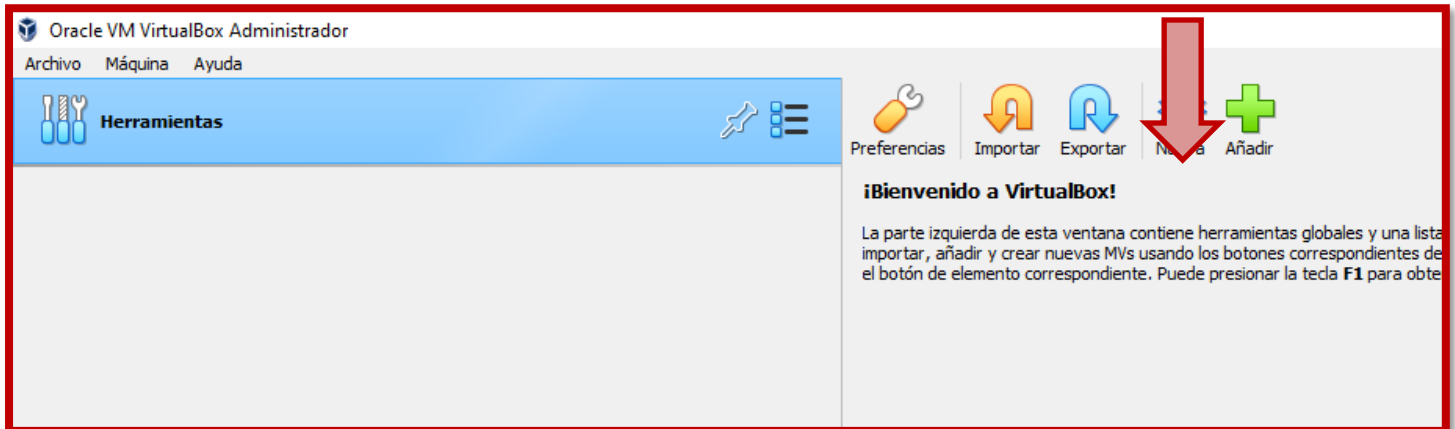 Oracle VM VirtualBox Administrador
Archivo Máquina Ayuda
Herramientas
Preferencias Importar Exportar Añadir
¡Bienvenido a VirtualBox!
La parte izquierda de esta ventana contiene herramientas globales y una lista
importar, añadir y crear nuevas MVs usando los botones correspondientes de
el botón de elemento correspondiente. Puede presionar la tecla F1 para obte